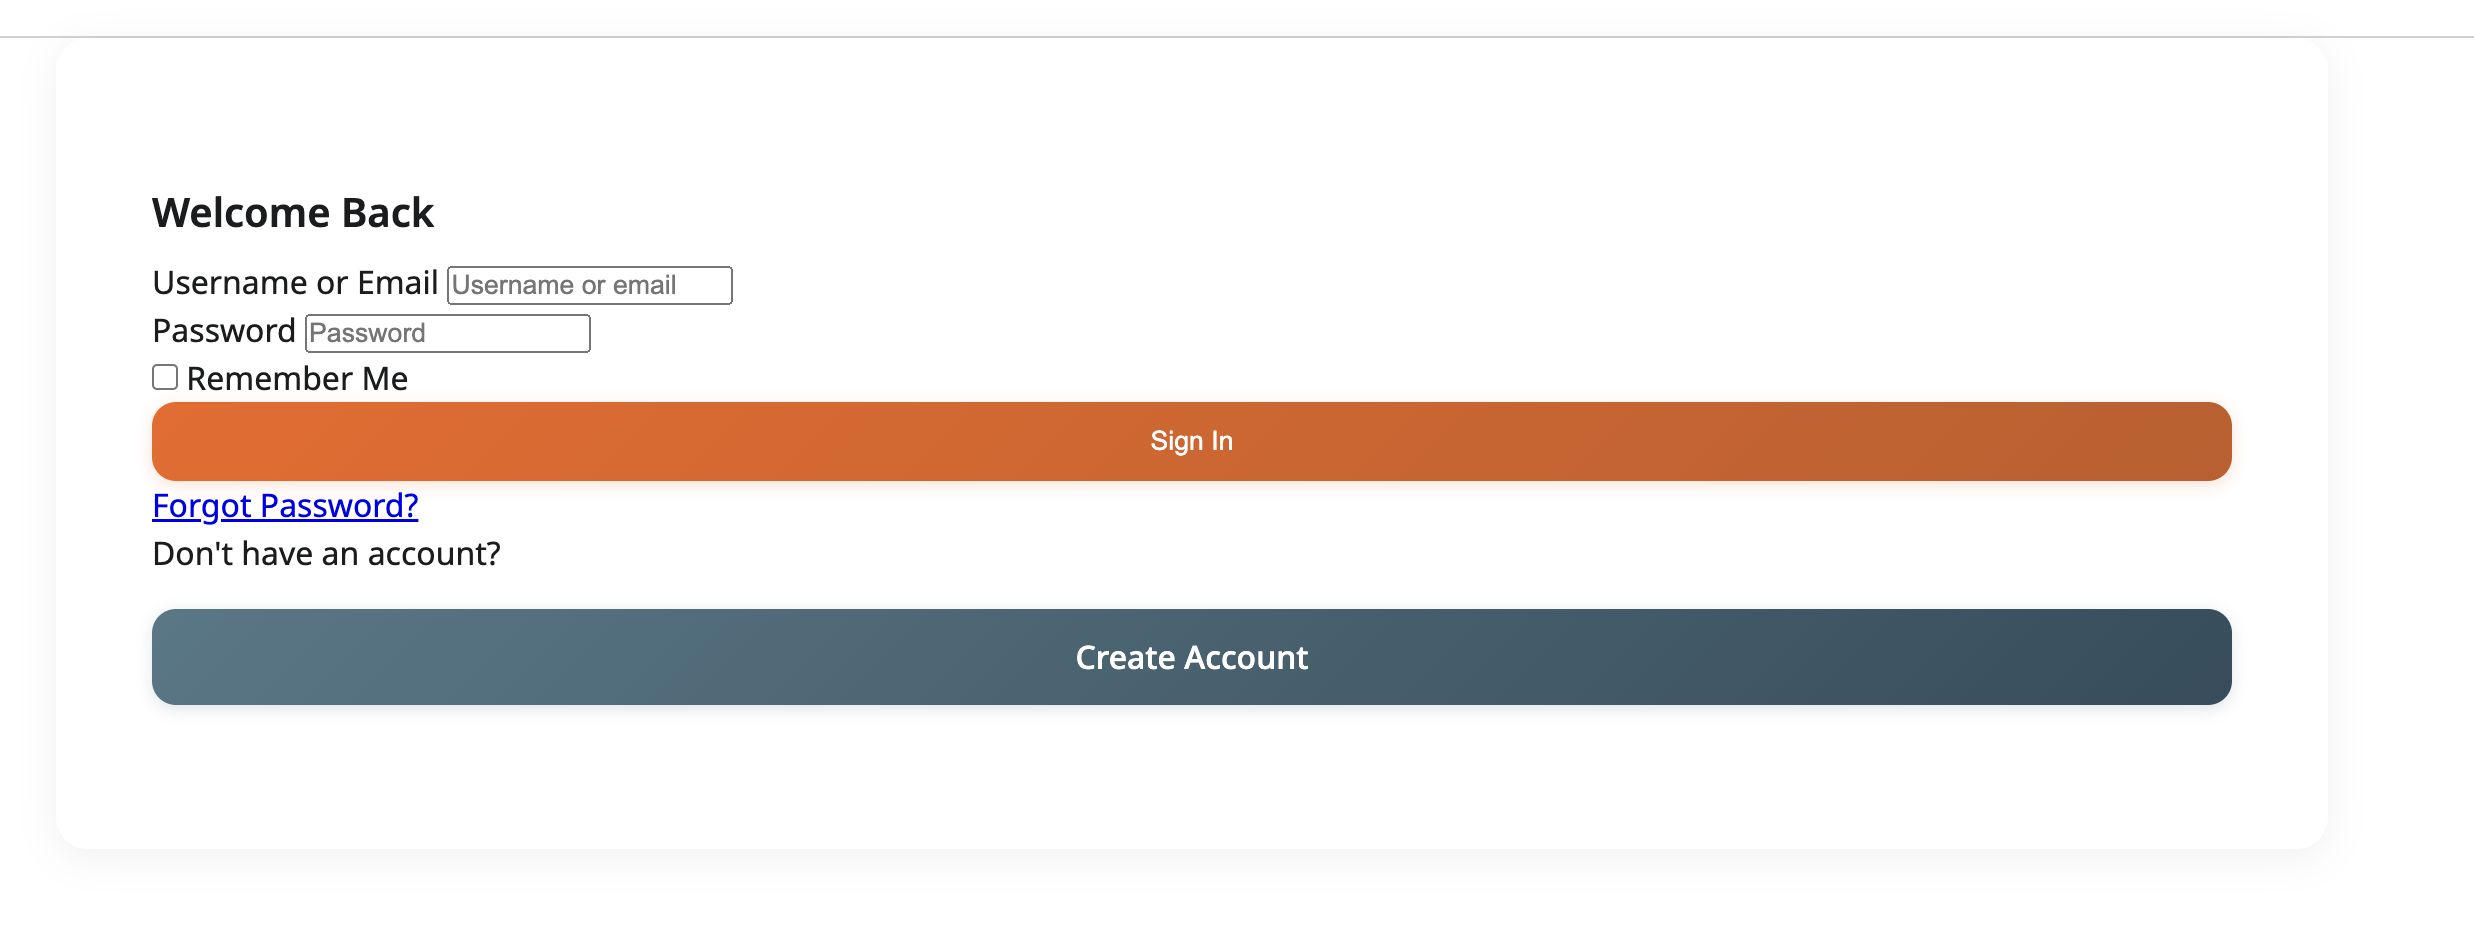 Welcome Back
Username or Email Username or email
Password Password
Remember Me
Sign In
Forgot Password?
Don't have an account?
Create Account